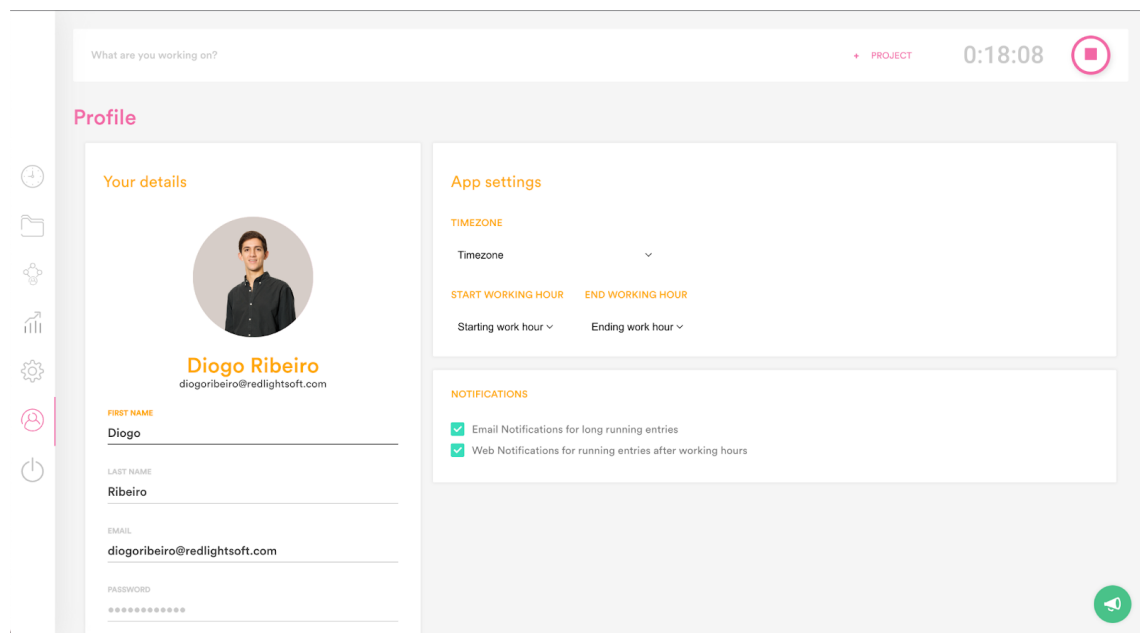 What are you working on?
+ PROJECT
0:18:08
Profile
Your details
Diogo Ribeiro
diogoribeiro@redlightsoft.com
FIRST NAME
Diogo
LAST NAME
Ribeiro
EMAIL
diogoribeiro@redlightsoft.com
PASSWORD
●●●●●●●●●●●●
App settings
TIMEZONE
Timezone
START WORKING HOUR END WORKING HOUR
Starting work hour Ending work hour
NOTIFICATIONS
Email Notifications for long running entries
Web Notifications for running entries after working hours